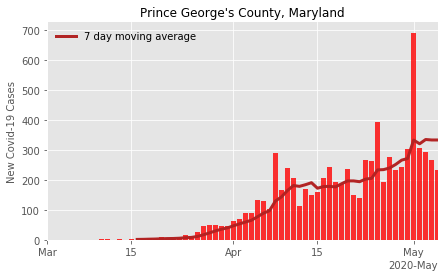 Prince George's County, Maryland
7 day moving average
New Covid-19 Cases
700
600
500
400
300
200
100
0
Mar 15 Apr 15 May
2020-May